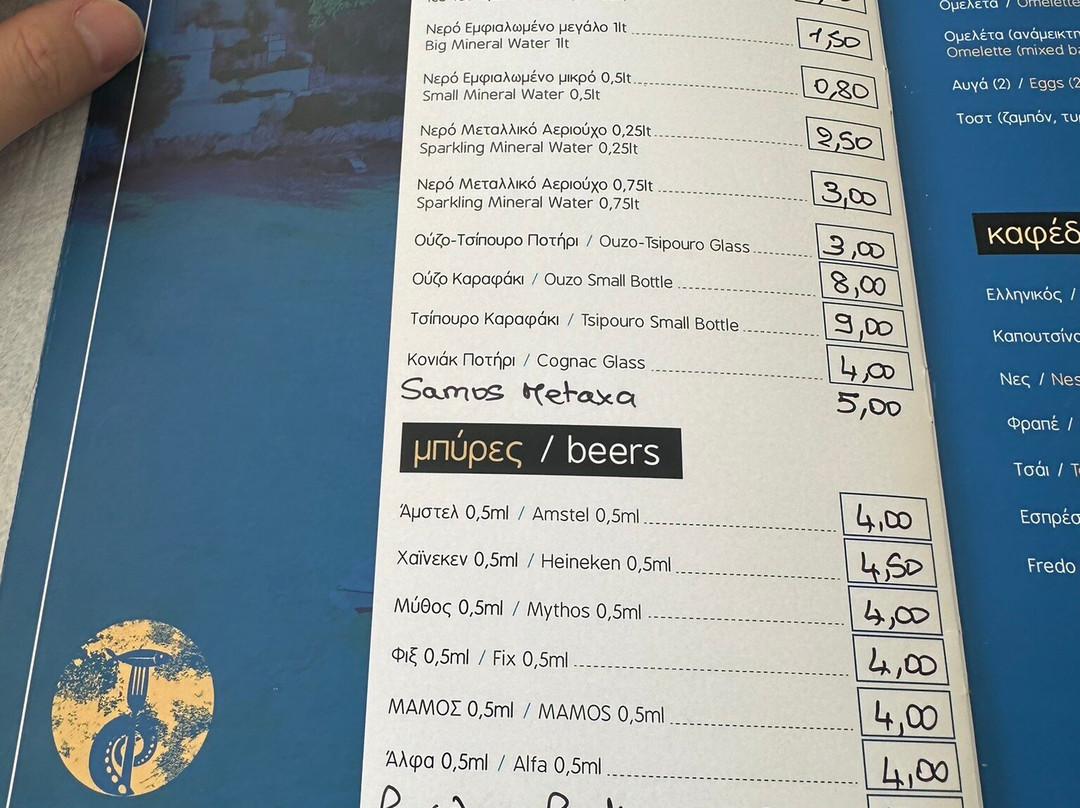 Νερό Εμφιαλωμένο μεγάλο 1lt 1,50
Big Mineral Water 1lt
Νερό Εμφιαλωμένο μικρό 0,5lt 0,80
Small Mineral Water 0,5lt
Νερό Μεταλλικό Αεριούχο 0,25lt 2,50
Sparkling Mineral Water 0,25lt
Νερό Μεταλλικό Αεριούχο 0,75lt 3,00
Sparkling Mineral Water 0,75lt
Ούζο-Τσίπουρο Ποτήρι / Ouzo-Tsipouro Glass 3,00
Ούζο Καραφάκι / Ouzo Small Bottle 8,00
Τσίπουρο Καραφάκι / Tsipouro Small Bottle 9,00
Κονιάκ Ποτήρι / Cognac Glass 4,00
Samos Metaxa 5,00
μπύρες / beers
Άμστελ 0,5ml / Amstel 0,5ml 4,00
Χαϊνεκεν 0,5ml / Heineken 0,5ml 4,50
Μύθος 0,5ml / Mythos 0,5ml 4,00
Φιξ 0,5ml / Fix 0,5ml 4,00
ΜΑΜΟΣ 0,5ml / MAMOS 0,5ml 4,00
Άλφα 0,5ml / Alfa 0,5ml 4,00
Ομελέτα / Omelette
Ομελέτα (ανάμεικτη
Omelette (mixed
Αυγά (2) / Eggs (2
Τοστ (ζαμπόν,
Ελληνικός /
Καπουτσίνο
Νες /
Φραπέ /
Τσάι /
Fredo